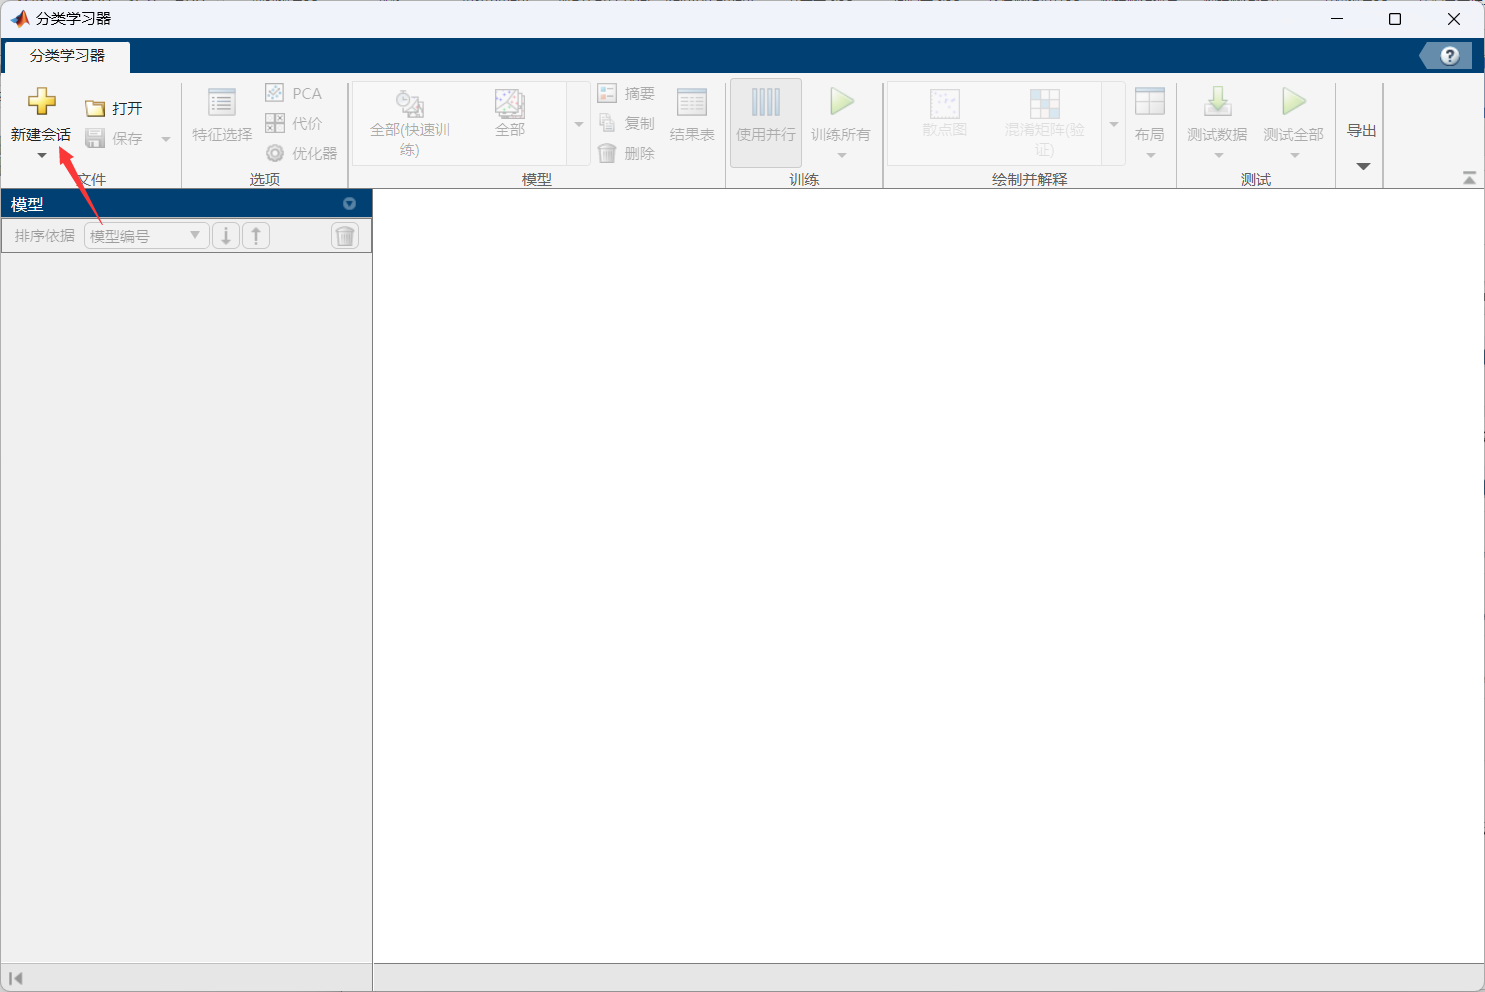 分类学习器
分类学习器
新建会话
打开
保存
文件
特征选择
PCA
代价
优化器
选项
全部(快速训
练)
全部
摘要
复制
删除
结果表
模型
使用并行
训练所有
训练
散点图
混淆矩阵(验
证)
布局
绘制并解释
测试数据
测试全部
测试
导出
模型
排序依据
模型编号